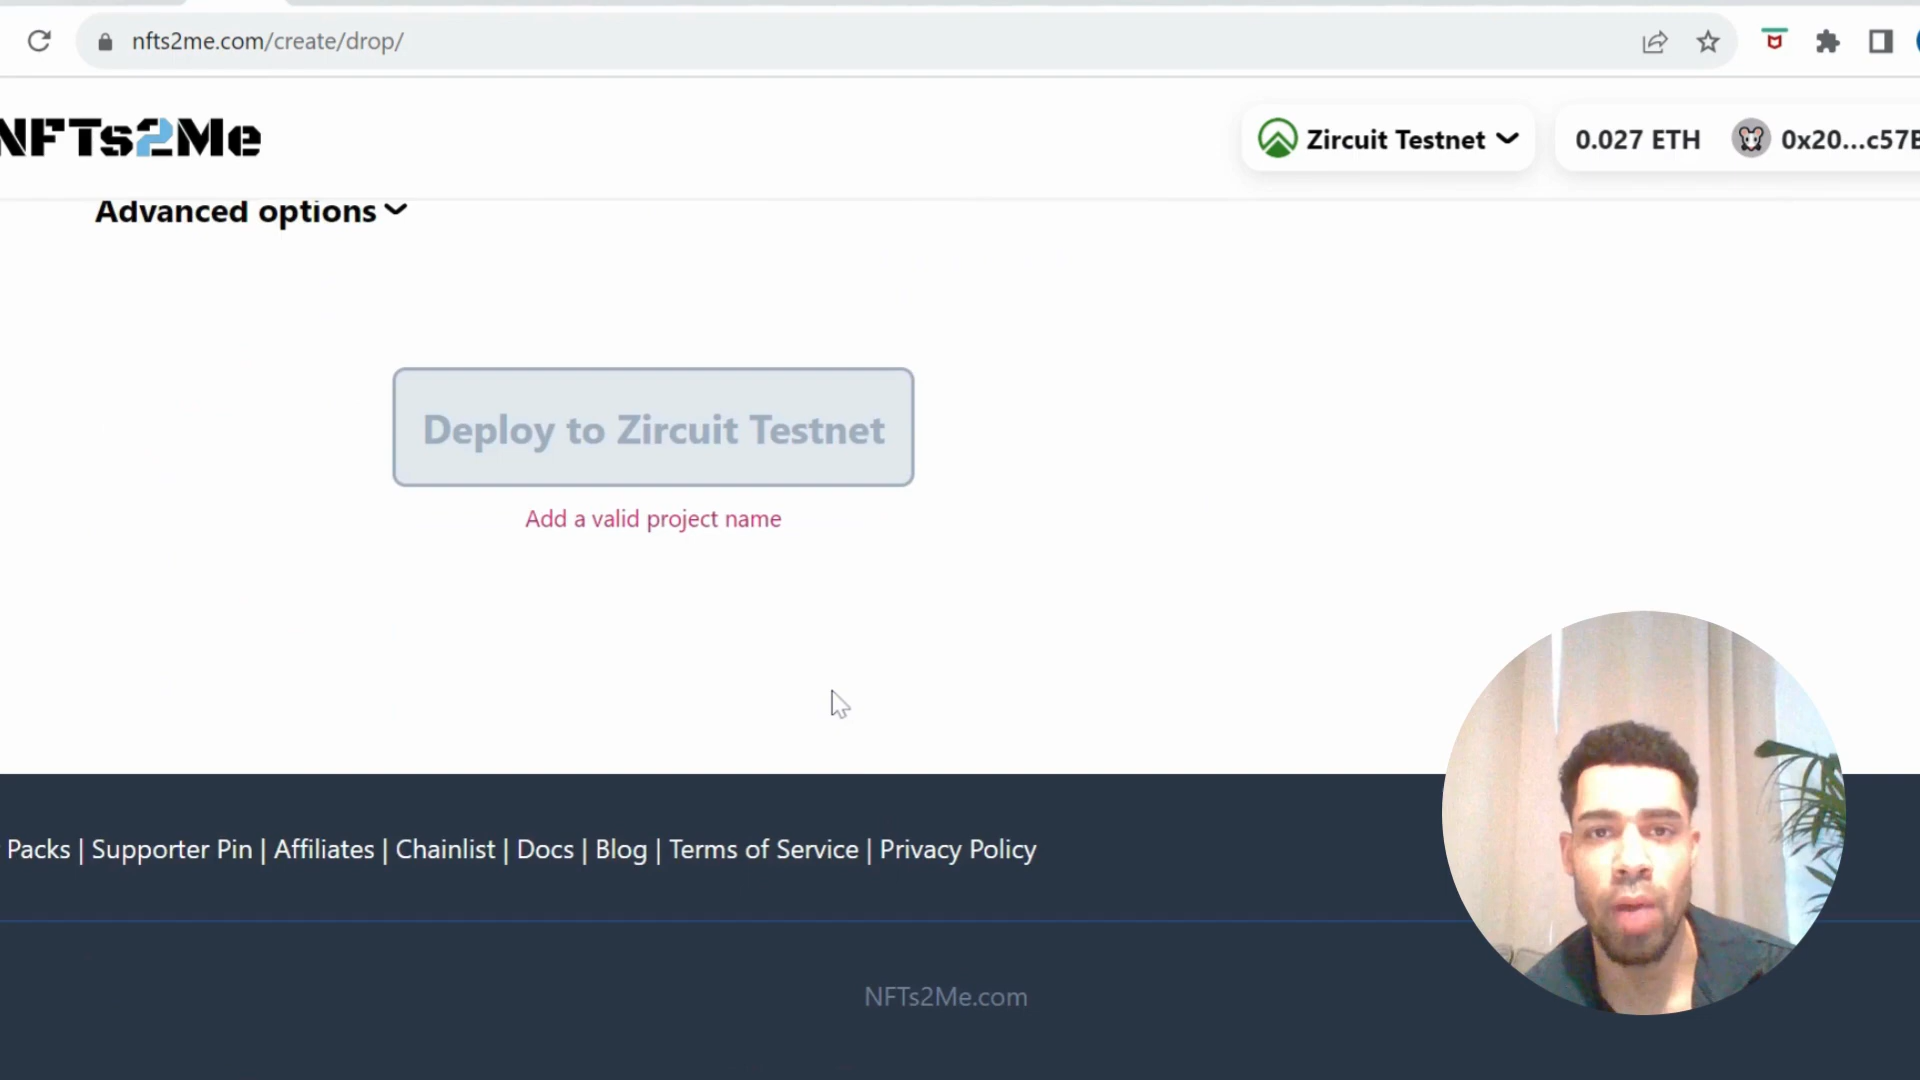 nfts2me.com/create/drop/
NFTs2Me
Zircuit Testnet
0.027 ETH
0x20...c57E
Advanced options
Deploy to Zircuit Testnet
Add a valid project name
Packs | Supporter Pin | Affiliates | Chainlist | Docs | Blog | Terms of Service | Privacy Policy
NFTs2Me.com